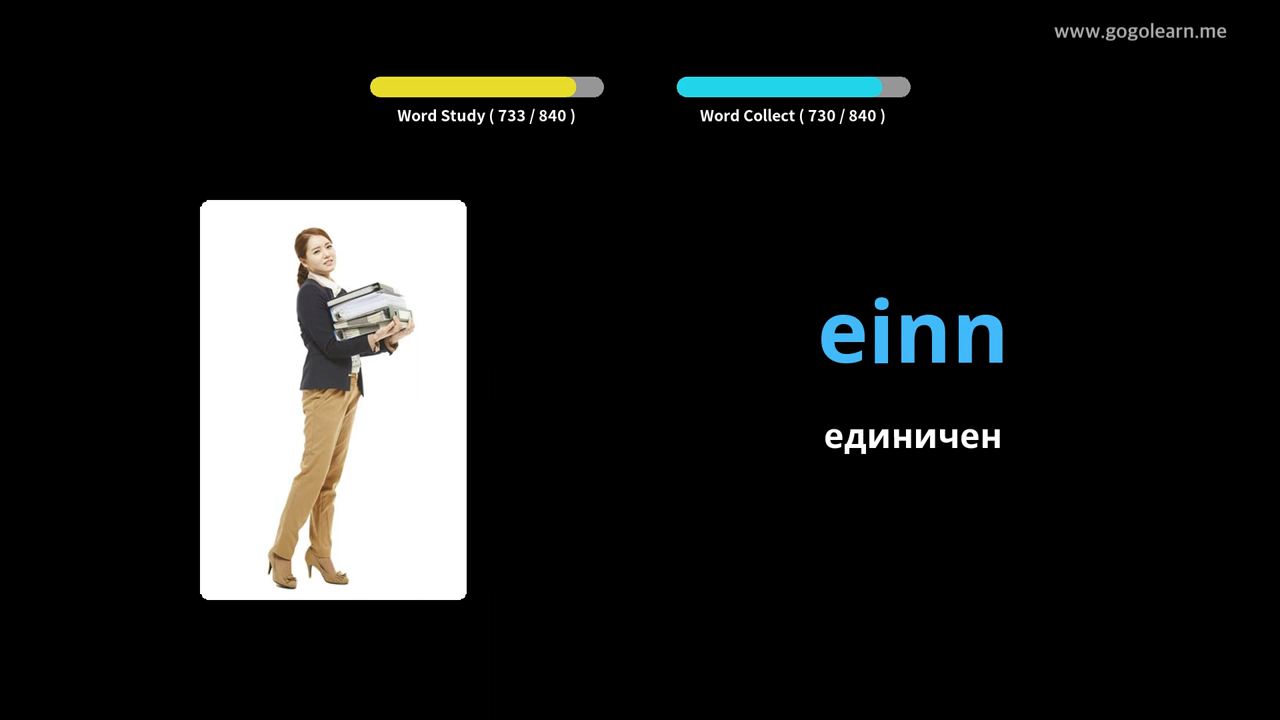 www.gogolearn.me
Word Study ( 733 / 840 )
Word Collect ( 730 / 840 )
einn
единичен